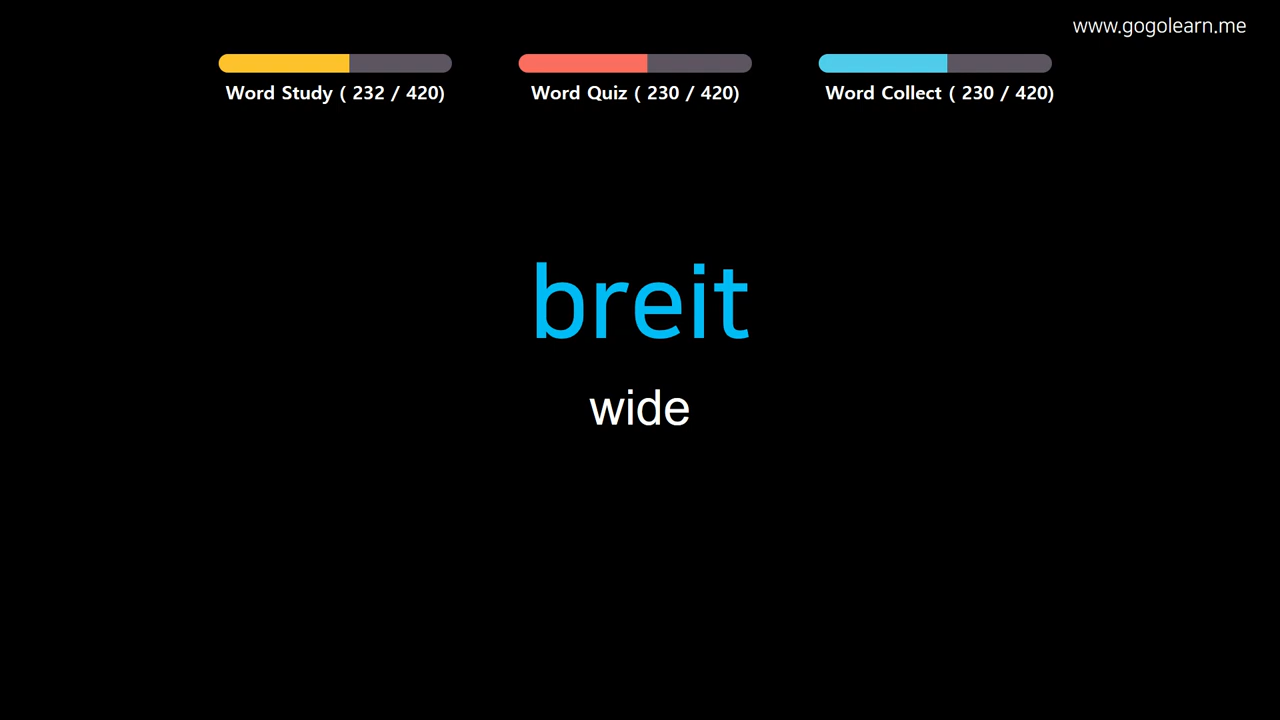 www.gogolearn.me
Word Study ( 232 / 420)
Word Quiz ( 230 / 420)
Word Collect ( 230 / 420)
breit
wide